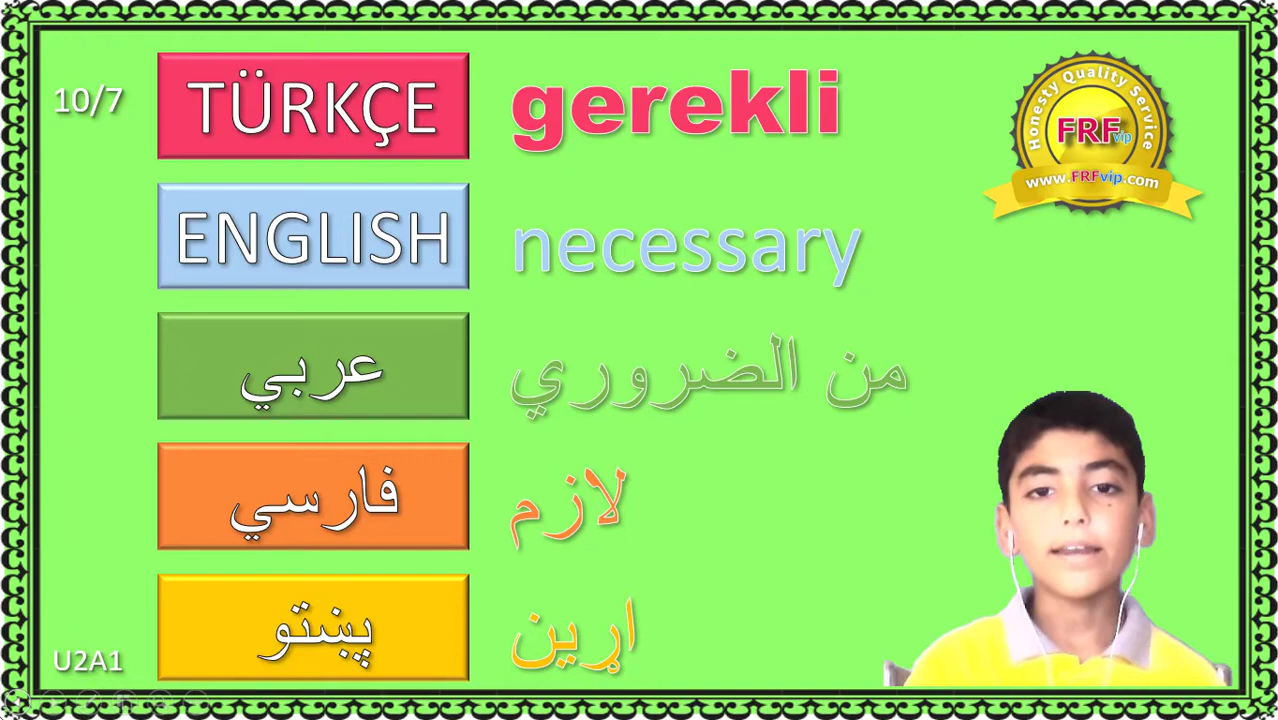 10/7
TÜRKÇE gerekli
ENGLISH necessary
عربي من الضروري
فارسي لازم
پښتو اړين
U2A1
Honesty Quality Service
FRFvip
www.FRFvip.com